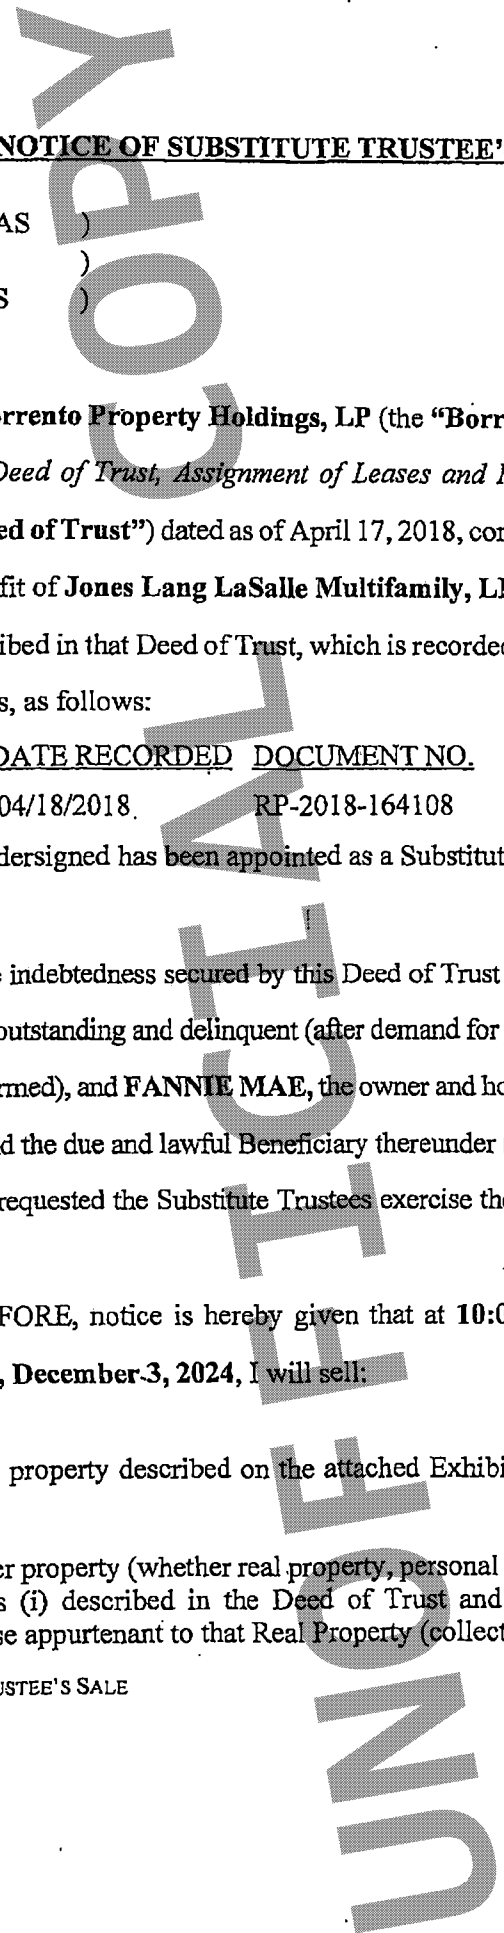 NOTICE OF SUBSTITUTE TRUSTEE'
AS )
)
S )
rrento Property Holdings, LP (the "Borr
Deed of Trust, Assignment of Leases and
ed of Trust") dated as of April 17, 2018, con
fit of Jones Lang LaSalle Multifamily, LL
ibed in that Deed of Trust, which is recorded
s, as follows:
DATE RECORDED DOCUMENT NO.
04/18/2018 RP-2018-164108
dersigned has been appointed as a Substitut
e indebtedness secured by this Deed of Trust
outstanding and delinquent (after demand for
rmed), and FANNIE MAE, the owner and ho
d the due and lawful Beneficiary thereunder
requested the Substitute Trustees exercise the
FORE, notice is hereby given that at 10:0
, December 3, 2024, I will sell:
property described on the attached Exhibi
er property (whether real property, personal
s (i) described in the Deed of Trust and
se appurtenant to that Real Property (collect
USTEE'S SALE
UNOFFICIAL COPY